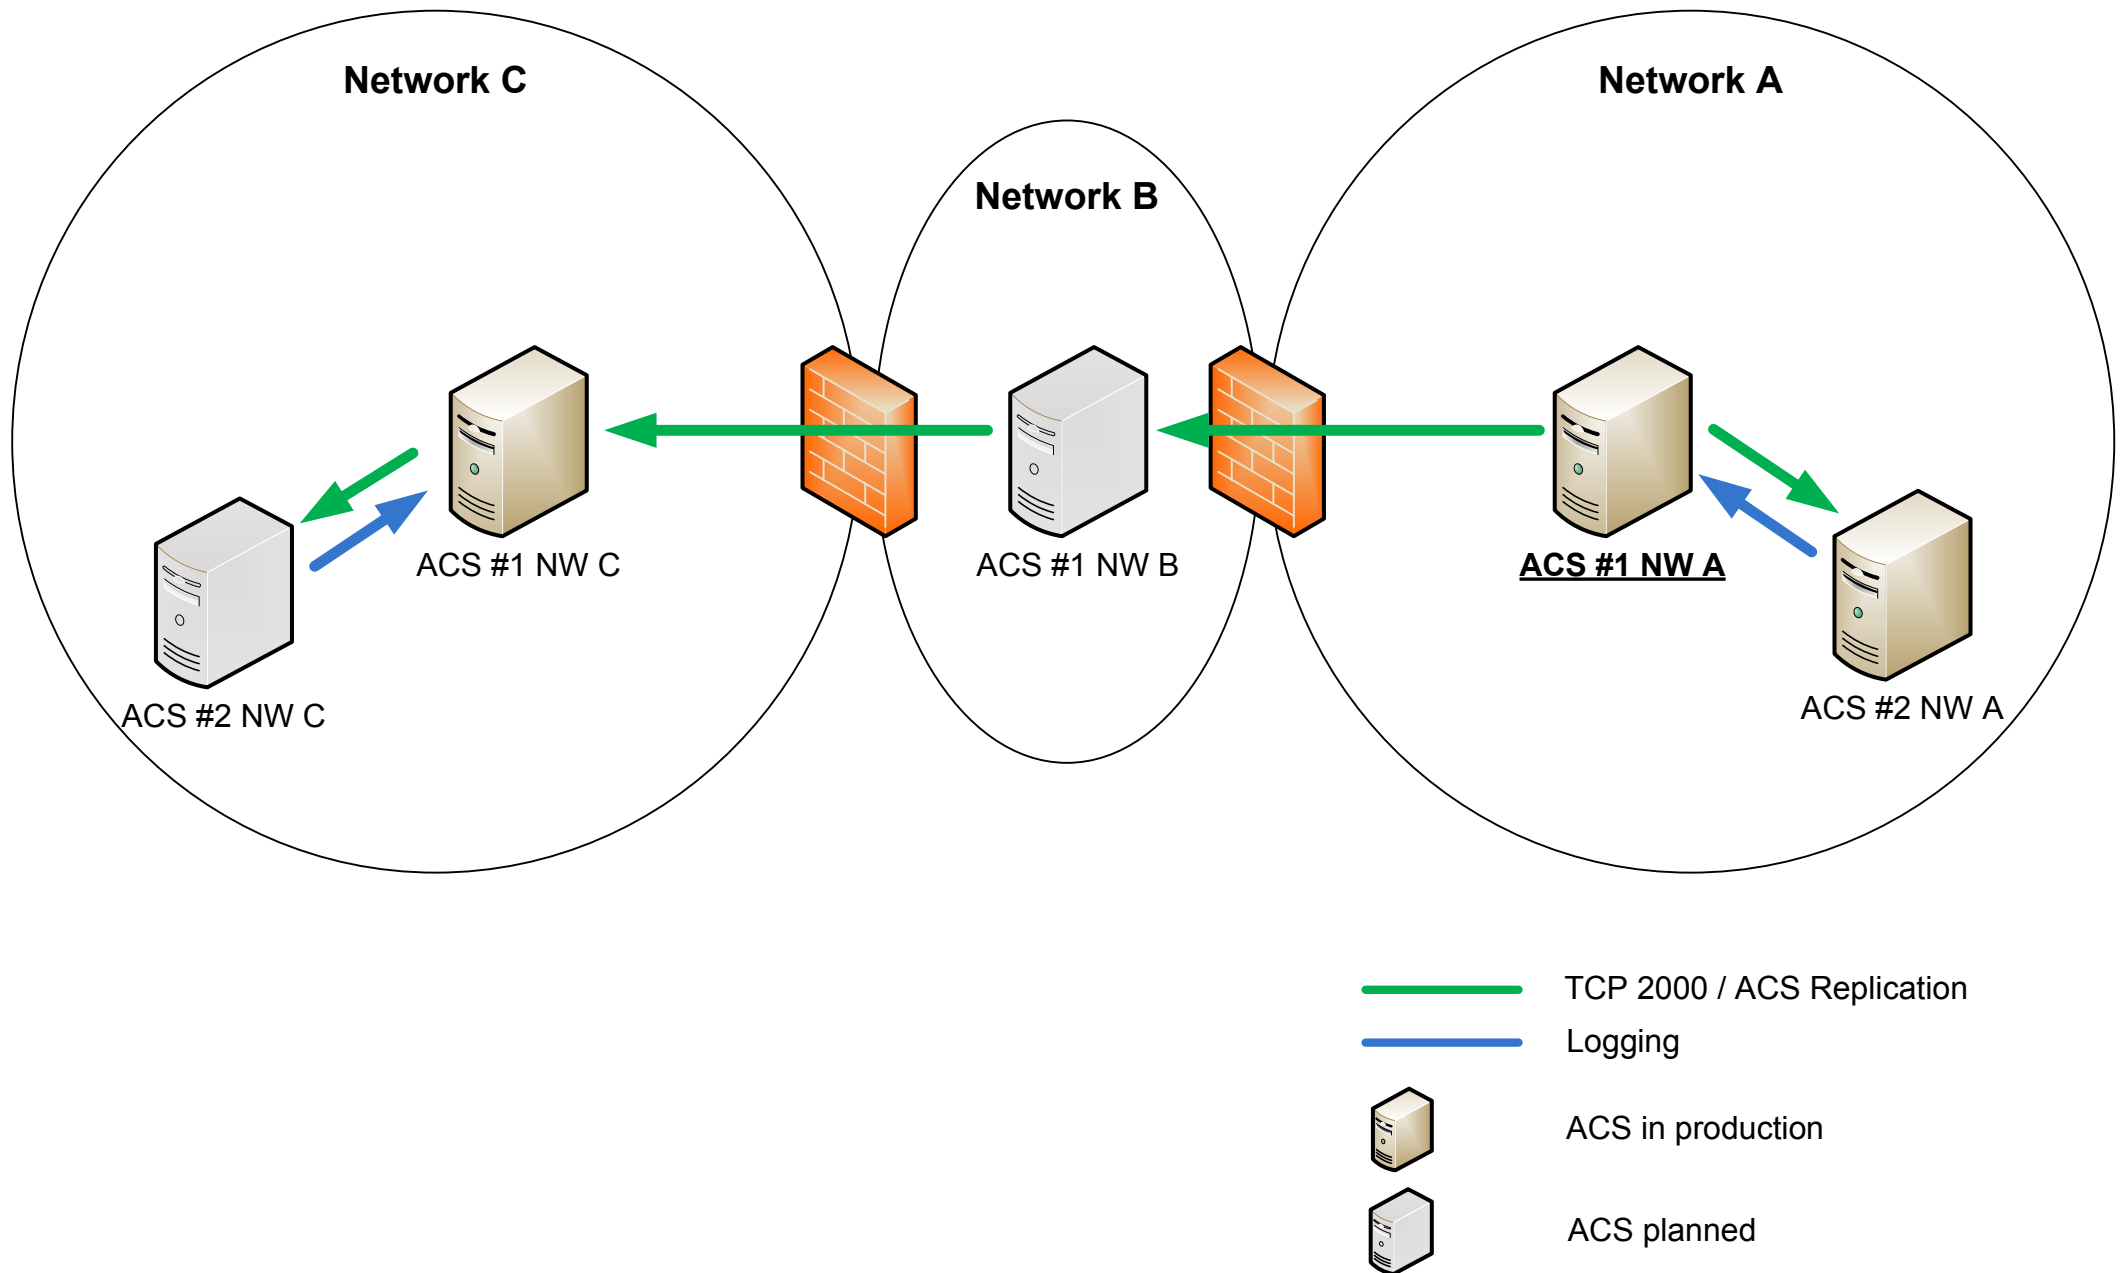 Network C
Network A
Network B
ACS #1 NW C
ACS #1 NW B
ACS #1 NW A
ACS #2 NW C
ACS #2 NW A
TCP 2000 / ACS Replication
Logging
ACS in production
ACS planned